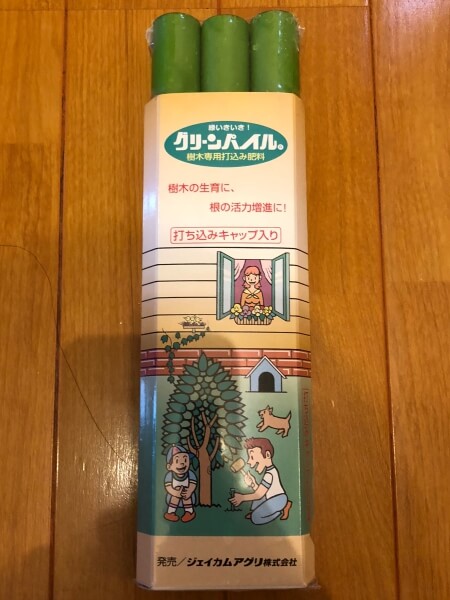 緑いきいき!
グリーンパイル®
樹木専用打込み肥料
樹木の生育に、
根の活力増進に!
打ち込みキャップ入り
発売/ジェイカムアグリ株式会社